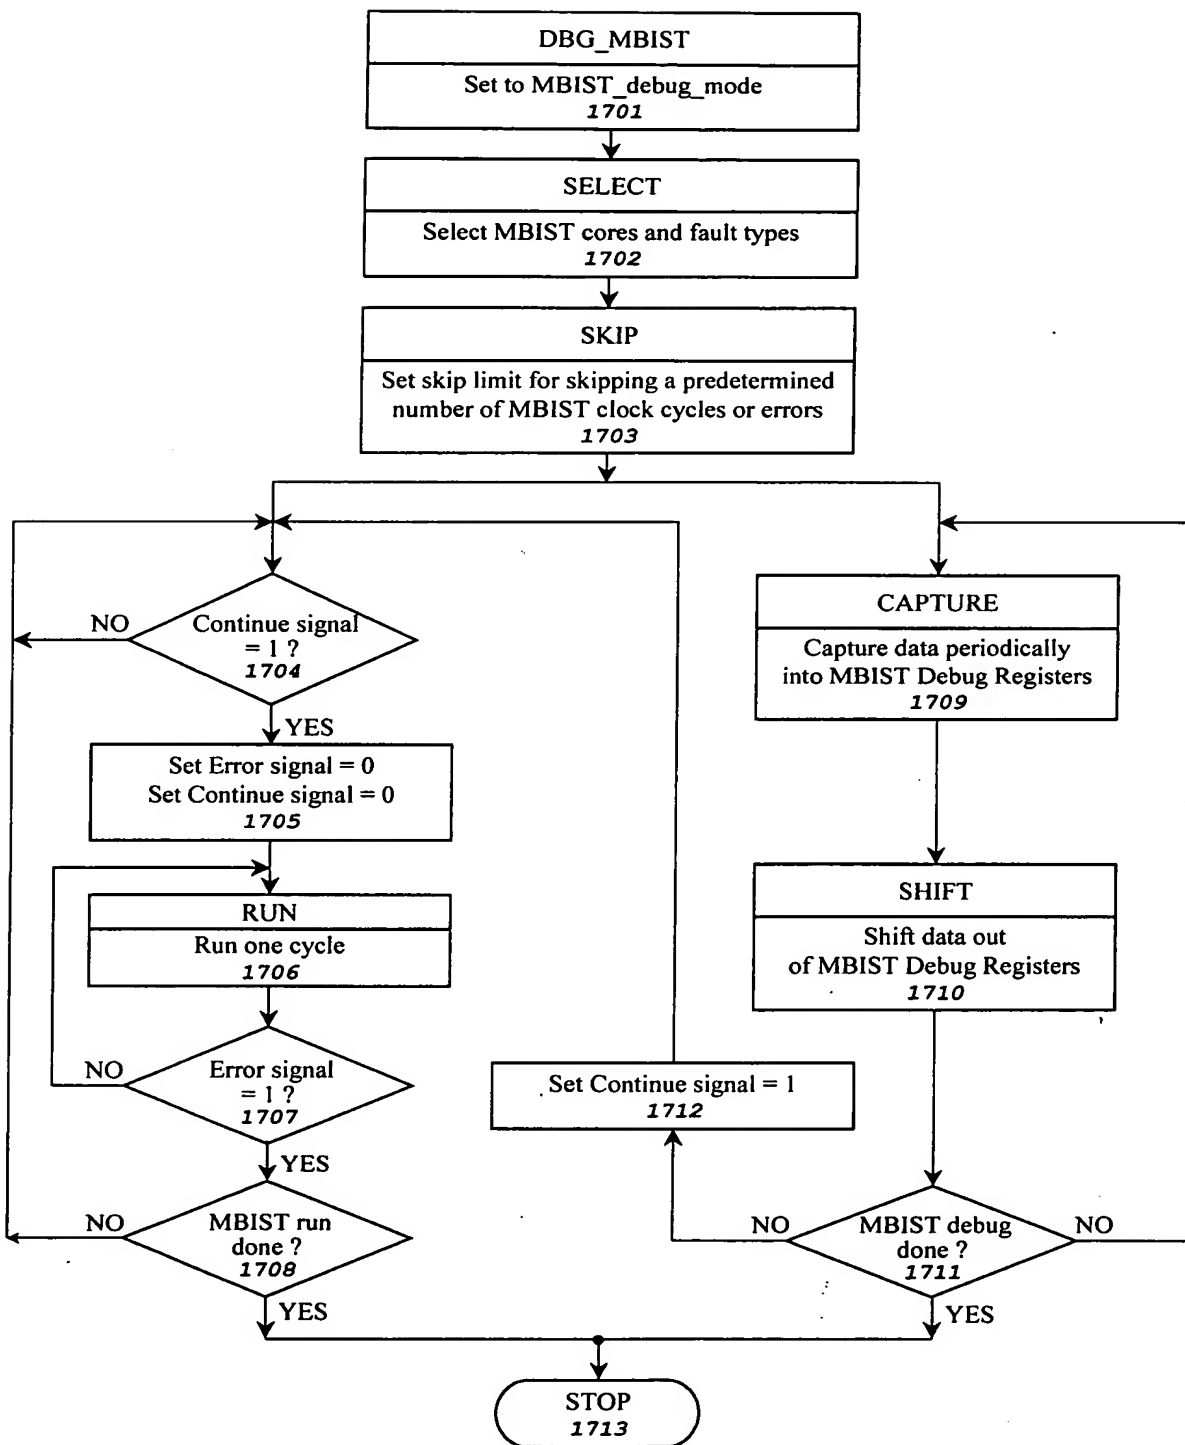 DBG_MBIST
Set to MBIST_debug_mode
1701
SELECT
Select MBIST cores and fault types
1702
SKIP
Set skip limit for skipping a predetermined
number of MBIST clock cycles or errors
1703
NO
Continue signal
= 1 ?
1704
YES
Set Error signal = 0
Set Continue signal = 0
1705
RUN
Run one cycle
1706
NO
Error signal
= 1 ?
1707
YES
NO
MBIST run
done ?
1708
YES
CAPTURE
Capture data periodically
into MBIST Debug Registers
1709
SHIFT
Shift data out
of MBIST Debug Registers
1710
Set Continue signal = 1
1712
NO
MBIST debug
done ?
1711
NO
YES
STOP
1713